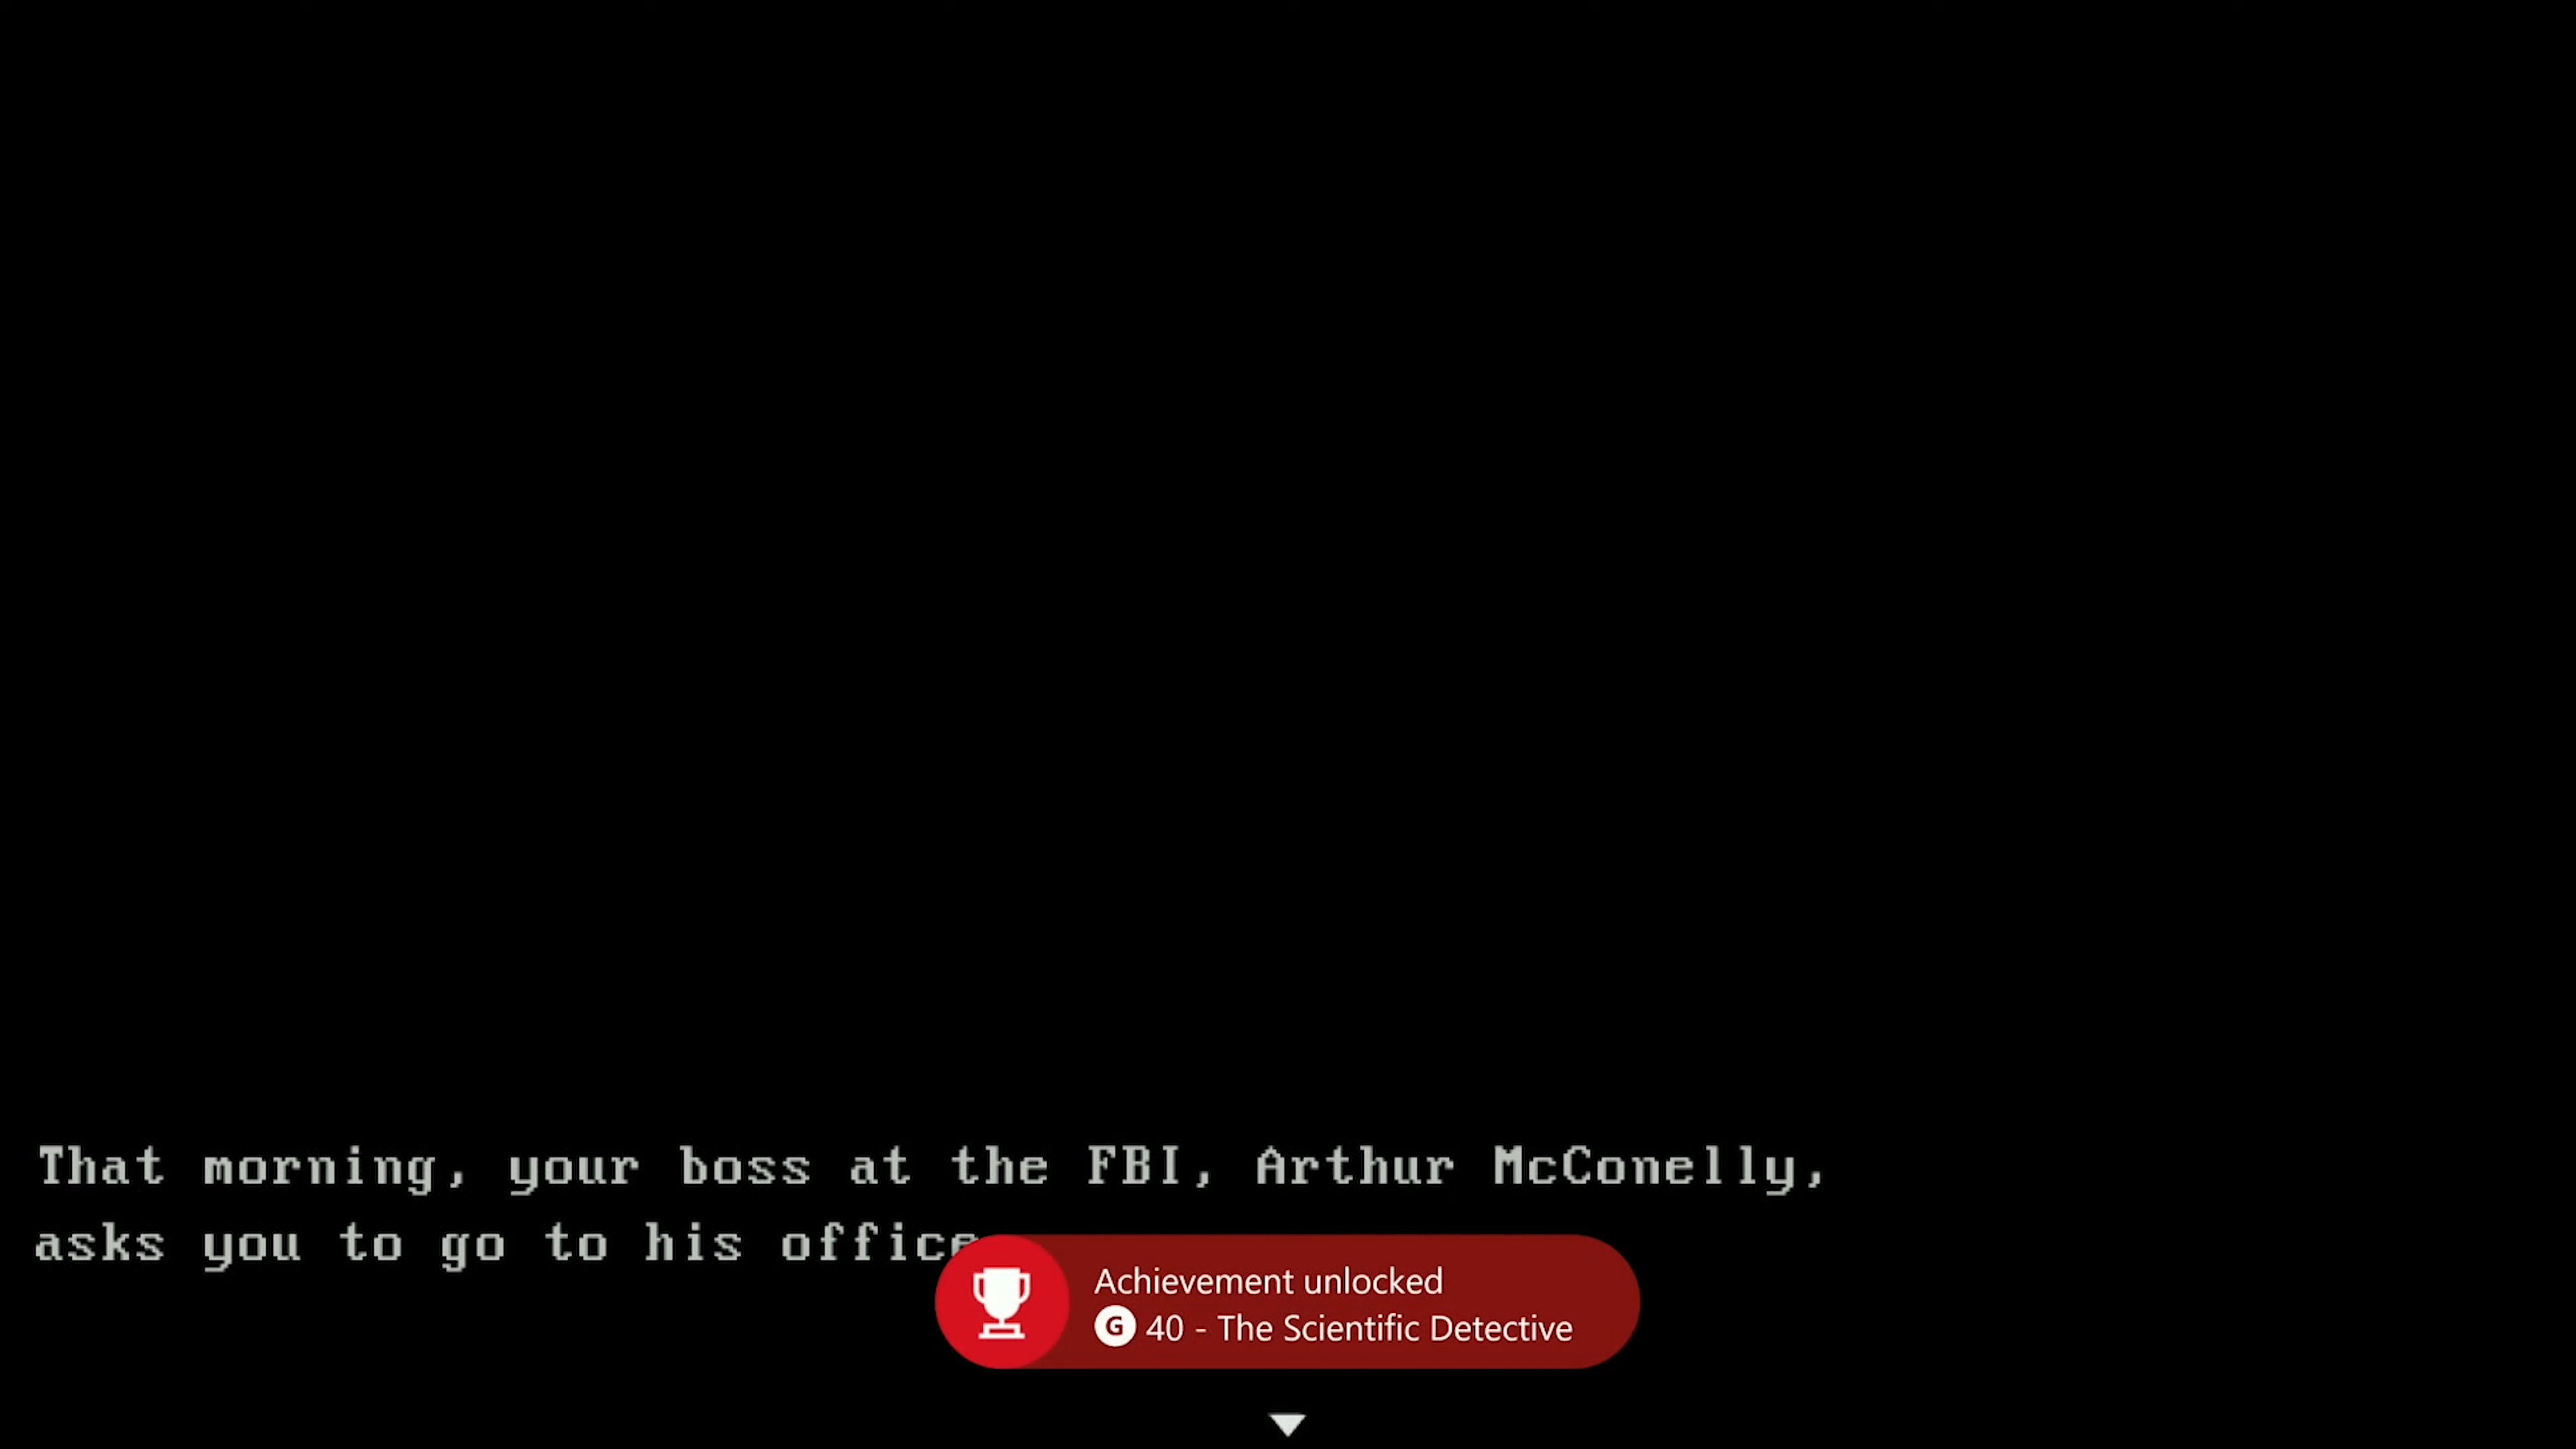 That morning, your boss at the FBI, Arthur McConelly,
asks you to go to his office
Achievement unlocked
G 40 - The Scientific Detective